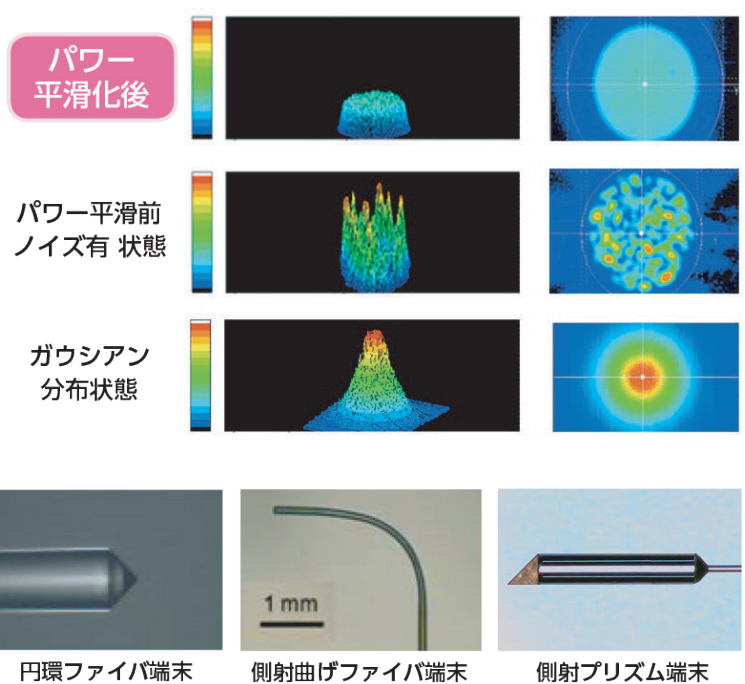 パワー
平滑化後
パワー平滑前
ノイズ有 状態
ガウシアン
分布状態
1 mm
円環ファイバ端末
側射曲げファイバ端末
側射プリズム端末